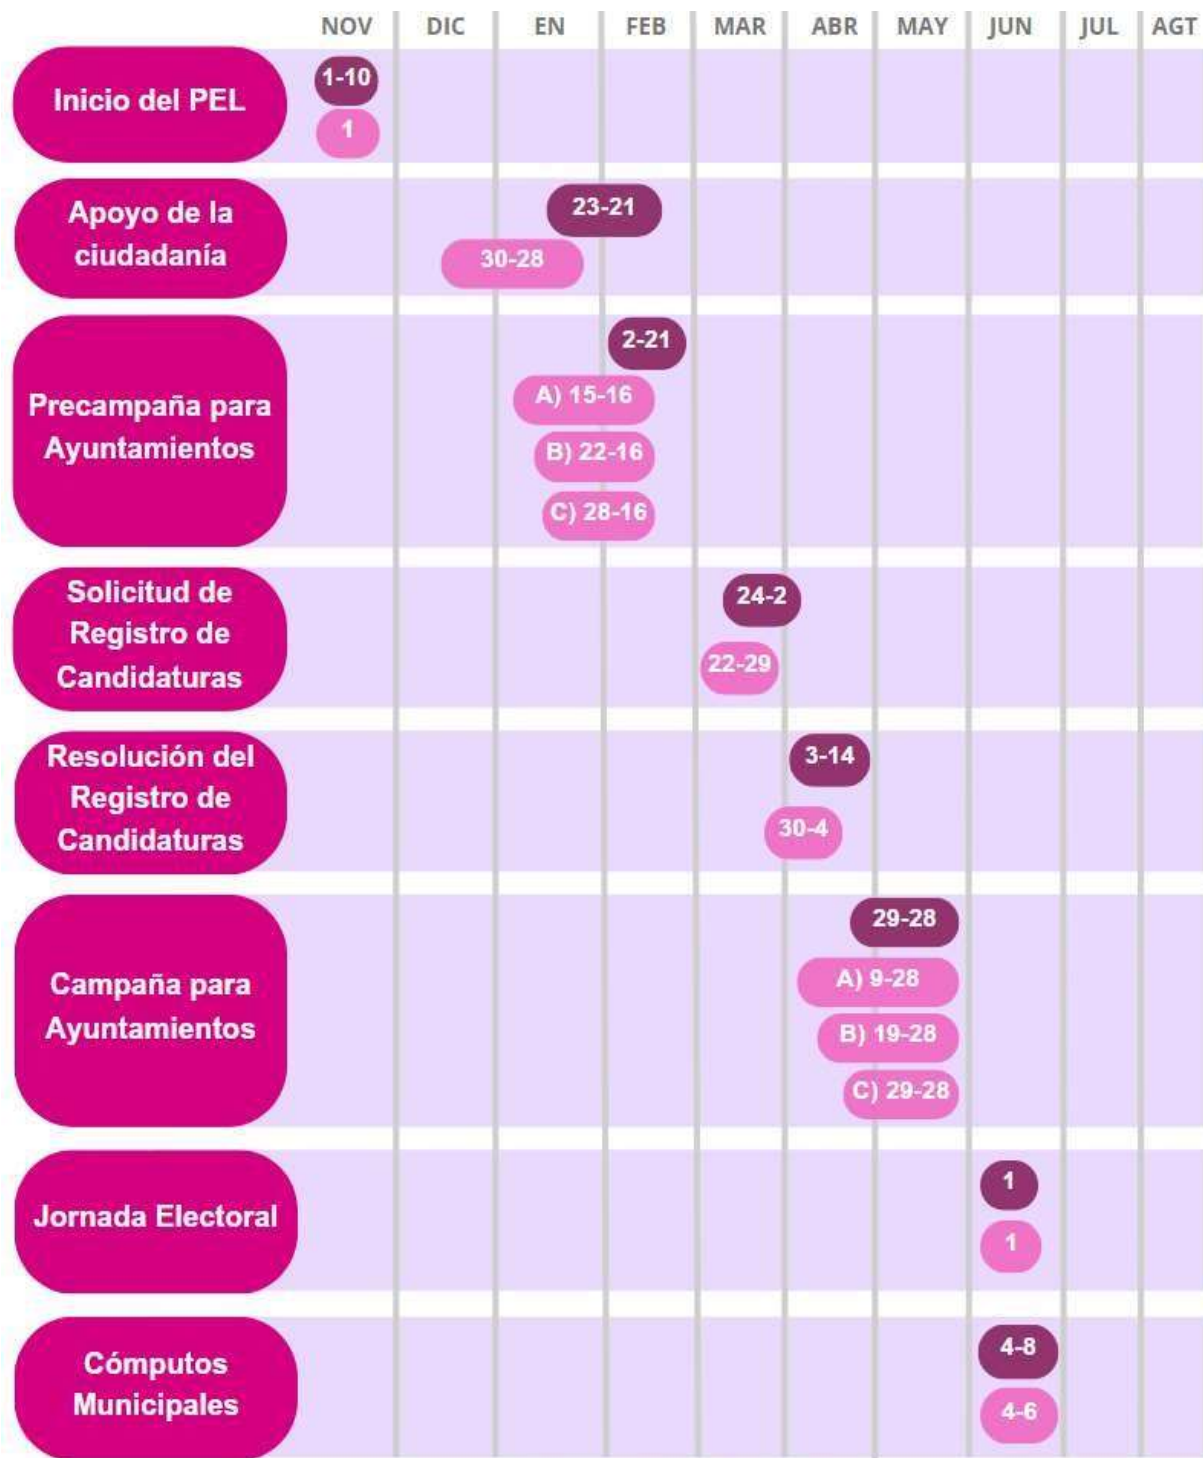 NOV DIC EN FEB MAR ABR MAY JUN JUL AGT
Inicio del PEL
1-10
1
Apoyo de la
ciudadanía
23-21
30-28
Precampaña para
Ayuntamientos
2-21
A) 15-16
B) 22-16
C) 28-16
Solicitud de
Registro de
Candidaturas
24-2
22-29
Resolución del
Registro de
Candidaturas
3-14
30-4
Campaña para
Ayuntamientos
29-28
A) 9-28
B) 19-28
C) 29-28
Jornada Electoral
1
1
Cómputos
Municipales
4-8
4-6